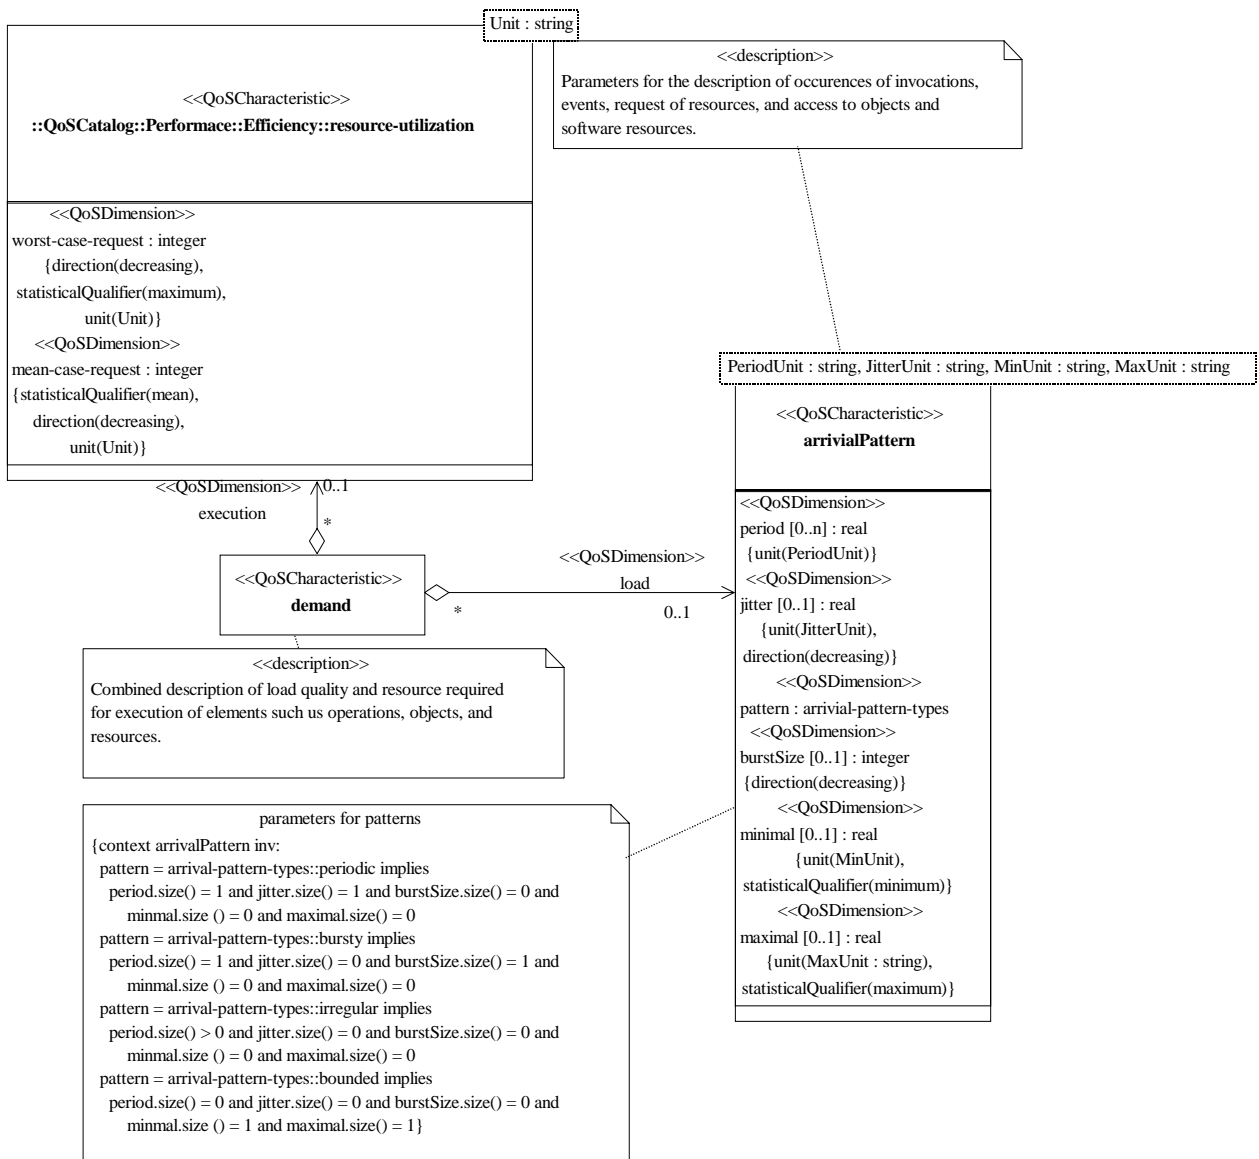 Unit : string
<<QoSCharacteristic>>
::QoSCatalog::Performace::Efficiency::resource-utilization
<<QoSDimension>>
worst-case-request : integer
{direction(decreasing),
statisticalQualifier(maximum),
unit(Unit)}
<<QoSDimension>>
mean-case-request : integer
{statisticalQualifier(mean),
direction(decreasing),
unit(Unit)}
<<description>>
Parameters for the description of occurences of invocations,
events, request of resources, and access to objects and
software resources.
PeriodUnit : string, JitterUnit : string, MinUnit : string, MaxUnit : string
<<QoSCharacteristic>>
arrivialPattern
<<QoSDimension>>
period [0..n] : real
{unit(PeriodUnit)}
<<QoSDimension>>
jitter [0..1] : real
{unit(JitterUnit),
direction(decreasing)}
<<QoSDimension>>
pattern : arrivial-pattern-types
<<QoSDimension>>
burstSize [0..1] : integer
{direction(decreasing)}
<<QoSDimension>>
minimal [0..1] : real
{unit(MinUnit),
statisticalQualifier(minimum)}
<<QoSDimension>>
maximal [0..1] : real
{unit(MaxUnit : string),
statisticalQualifier(maximum)}
<<QoSDimension>> 0..1
execution
*
<<QoSCharacteristic>>
demand
<<QoSDimension>>
load
* 0..1
<<description>>
Combined description of load quality and resource required
for execution of elements such us operations, objects, and
resources.
parameters for patterns
{context arrivalPattern inv:
pattern = arrival-pattern-types::periodic implies
period.size() = 1 and jitter.size() = 1 and burstSize.size() = 0 and
minmal.size () = 0 and maximal.size() = 0
pattern = arrival-pattern-types::bursty implies
period.size() = 1 and jitter.size() = 0 and burstSize.size() = 1 and
minmal.size () = 0 and maximal.size() = 0
pattern = arrival-pattern-types::irregular implies
period.size() > 0 and jitter.size() = 0 and burstSize.size() = 0 and
minmal.size () = 0 and maximal.size() = 0
pattern = arrival-pattern-types::bounded implies
period.size() = 0 and jitter.size() = 0 and burstSize.size() = 0 and
minmal.size () = 1 and maximal.size() = 1}